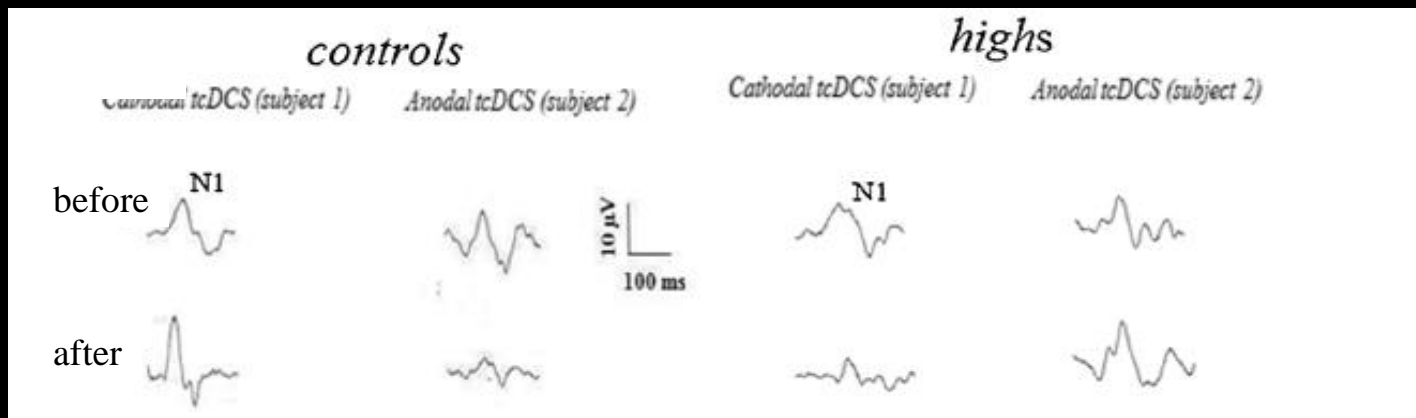 controls
highs
tcDCS (subject 1)
Anodal tcDCS (subject 2)
Cathodal tcDCS (subject 1)
Anodal tcDCS (subject 2)
before
N1
10 µV
100 ms
N1
after